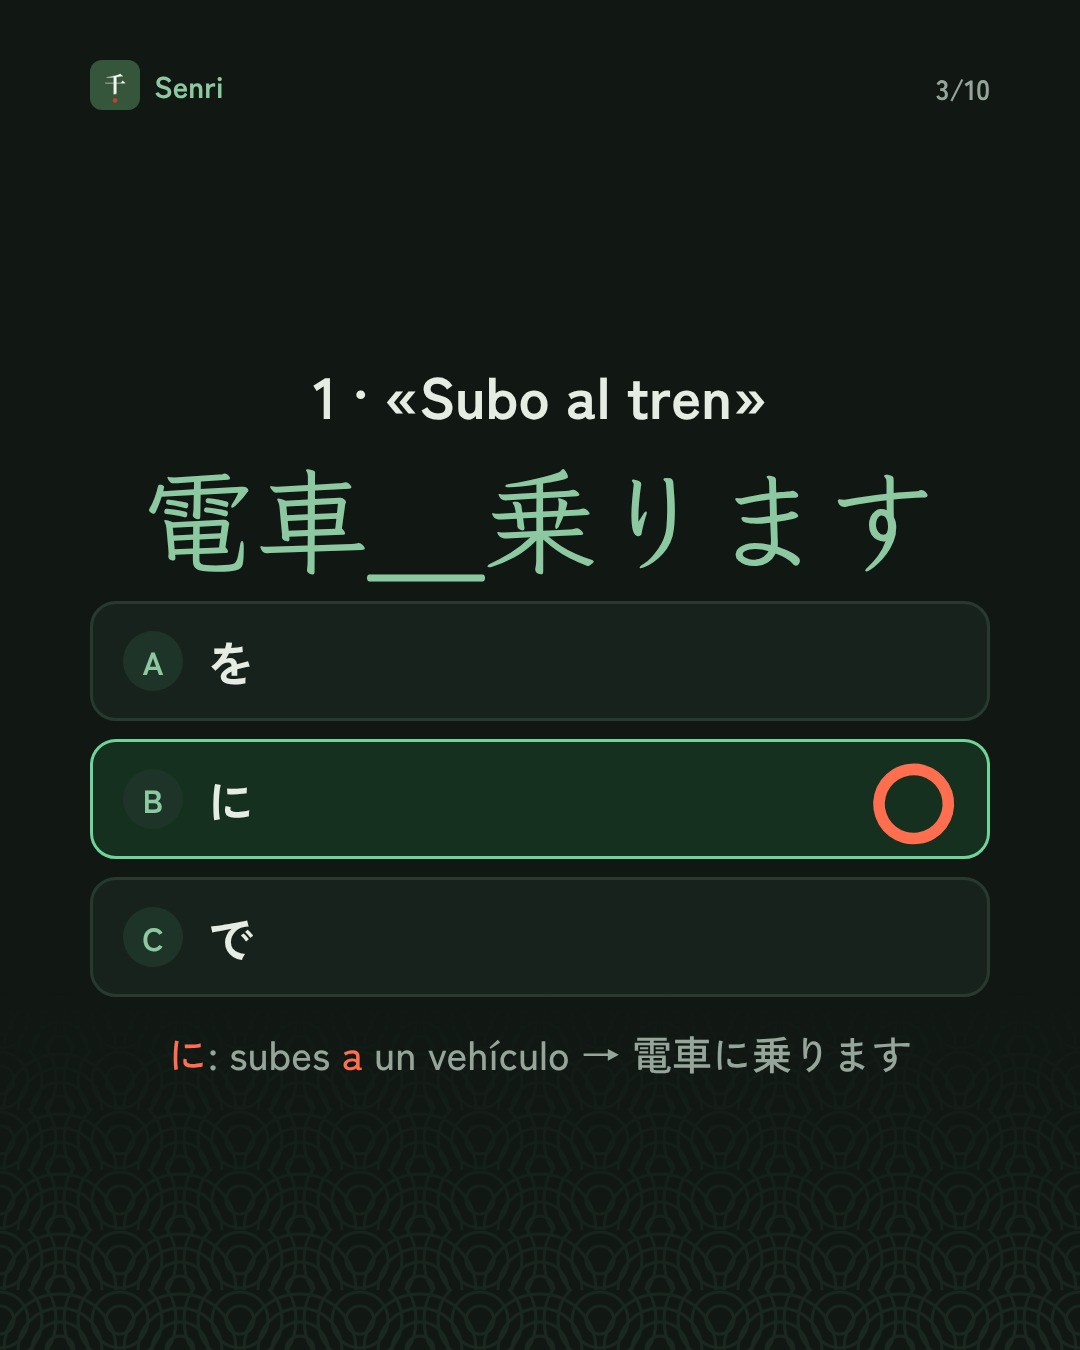 千 Senri
3/10
1 · «Subo al tren»
電車__乗ります
A を
B に
C で
に: subes a un vehículo → 電車に乗ります